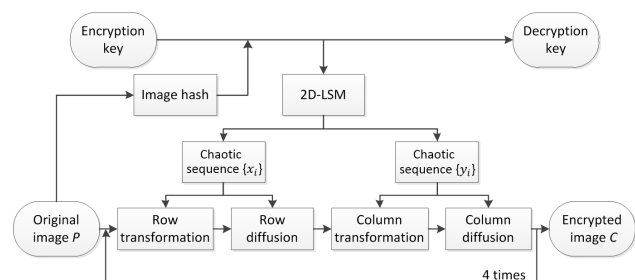 Encryption
key
Decryption
key
Image hash
2D-LSM
Chaotic
sequence {x_i}
Chaotic
sequence {y_i}
Original
image P
Row
transformation
Row
diffusion
Column
transformation
Column
diffusion
Encrypted
image C
4 times